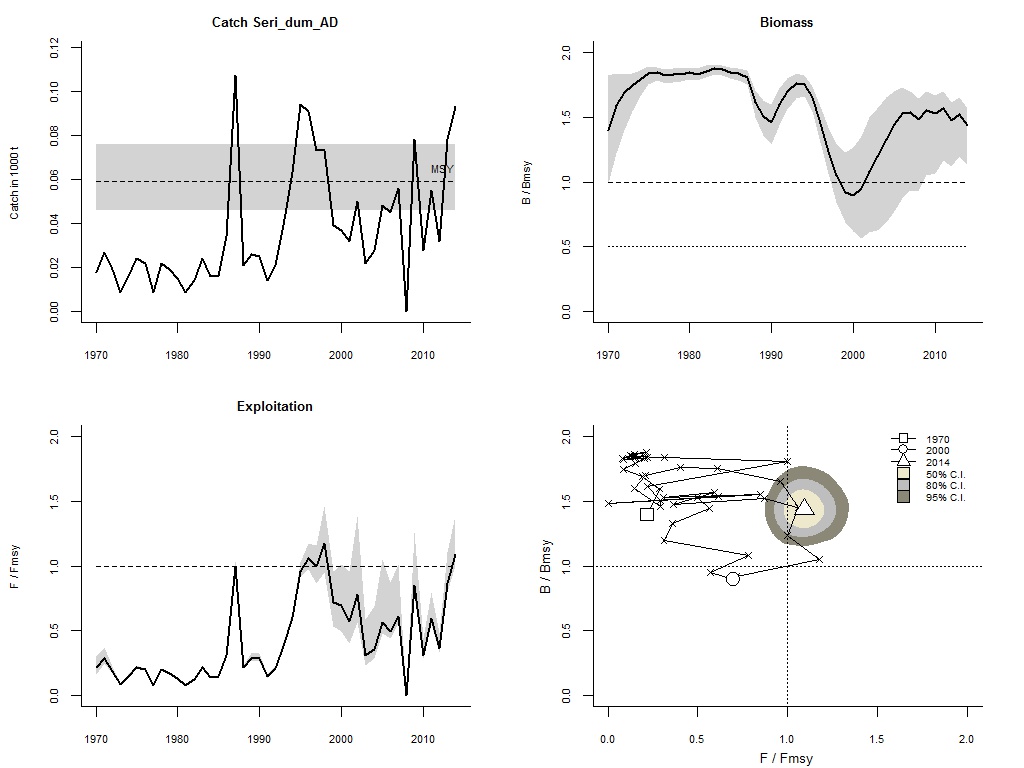 Catch Seri_dum_AD
Catch in 1000 t
0.12
0.10
0.08
0.06
0.04
0.02
0.00
MSY
1970 1980 1990 2000 2010
Biomass
B / Bmsy
2.0
1.5
1.0
0.5
0.0
1970 1980 1990 2000 2010
Exploitation
F / Fmsy
2.0
1.5
1.0
0.5
0.0
1970 1980 1990 2000 2010
B / Bmsy
2.0
1.5
1.0
0.5
0.0
1970
2000
2014
50% C.I.
80% C.I.
95% C.I.
0.0 0.5 1.0 1.5 2.0
F / Fmsy